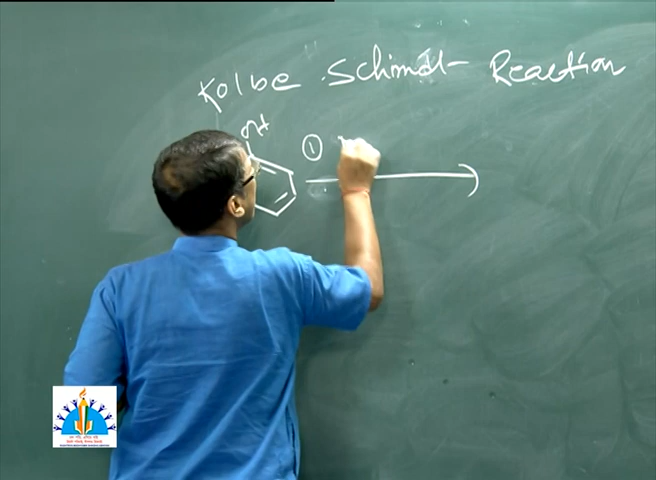 Kolbe Schmidt Reaction
OH
①